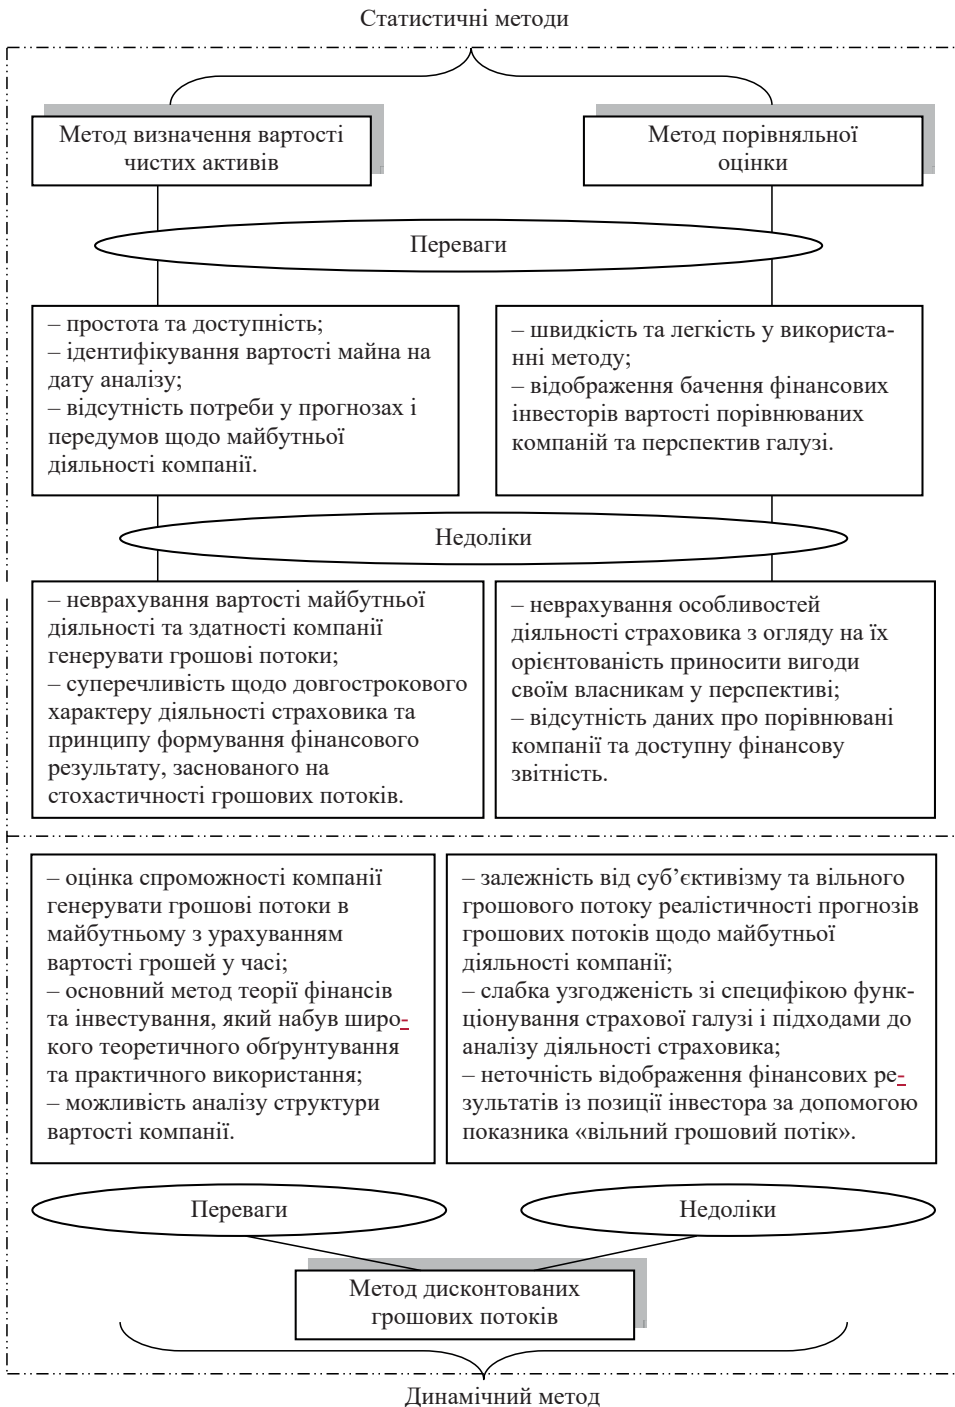 Статистичні методи
Метод визначення вартості
чистих активів
Метод порівняльної
оцінки
Переваги
– простота та доступність;
– ідентифікування вартості майна на
дату аналізу;
– відсутність потреби у прогнозах і
передумов щодо майбутньої
діяльності компанії.
– швидкість та легкість у використа-
нні методу;
– відображення бачення фінансових
інвесторів вартості порівнюваних
компаній та перспектив галузі.
Недоліки
– неврахування вартості майбутньої
діяльності та здатності компанії
генерувати грошові потоки;
– суперечливість щодо довгострокового
характеру діяльності страховика та
принципу формування фінансового
результату, заснованого на
стохастичності грошових потоків.
– неврахування особливостей
діяльності страховика з огляду на їх
орієнтованість приносити вигоди
своїм власникам у перспективі;
– відсутність даних про порівнювані
компанії та доступну фінансову
звітність.
– оцінка спроможності компанії
генерувати грошові потоки в
майбутньому з урахуванням
вартості грошей у часі;
– основний метод теорії фінансів
та інвестування, який набув широ-
кого теоретичного обґрунтування
та практичного використання;
– можливість аналізу структури
вартості компанії.
– залежність від суб’єктивізму та вільного
грошового потоку реалістичності прогнозів
грошових потоків щодо майбутньої
діяльності компанії;
– слабка узгодженість зі специфікою функ-
ціонування страхової галузі і підходами до
аналізу діяльності страховика;
– неточність відображення фінансових ре-
зультатів із позиції інвестора за допомогою
показника «вільний грошовий потік».
Переваги
Недоліки
Метод дисконтованих
грошових потоків
Динамічний метод